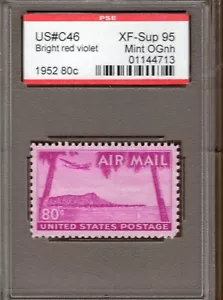 PSE
US#C46
XF-Sup 95
Bright red violet
Mint OGnh
01144713
1952 80c
AIR MAIL
80¢
UNITED STATES POSTAGE